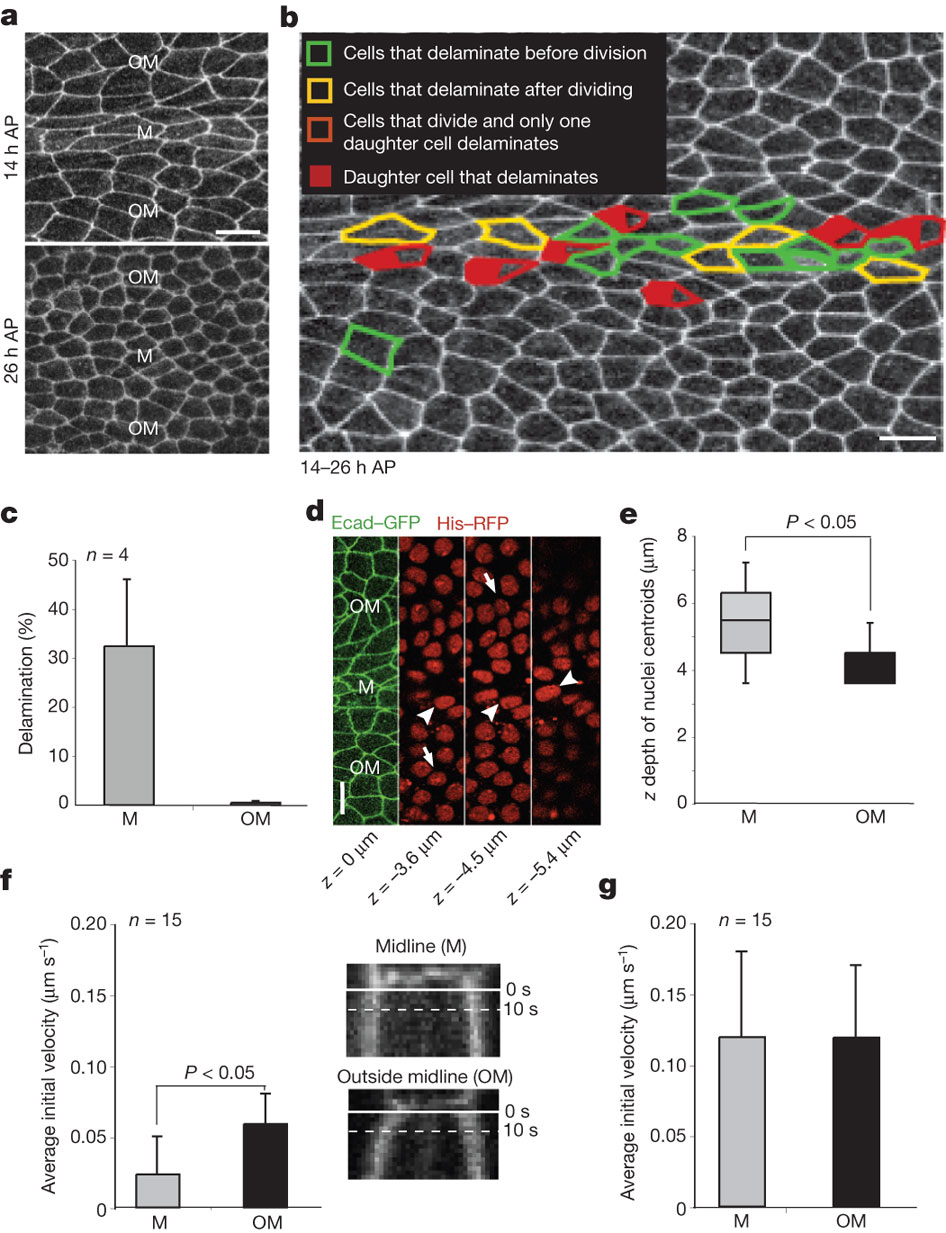 a
OM
M
OM
14 h AP
OM
M
OM
26 h AP
b
Cells that delaminate before division
Cells that delaminate after dividing
Cells that divide and only one
daughter cell delaminates
Daughter cell that delaminates
14–26 h AP
c
n = 4
Delamination (%)
50
40
30
20
10
0
M
OM
d
Ecad–GFP His–RFP
OM
M
OM
z = 0 μm
z = –3.6 μm
z = –4.5 μm
z = –5.4 μm
e
P < 0.05
z depth of nuclei centroids (μm)
8
6
4
2
0
M
OM
f
n = 15
Average initial velocity (μm s⁻¹)
0.20
0.15
0.10
0.05
0
P < 0.05
M
OM
Midline (M)
0 s
10 s
Outside midline (OM)
0 s
10 s
g
n = 15
Average initial velocity (μm s⁻¹)
0.20
0.15
0.10
0.05
0
M
OM